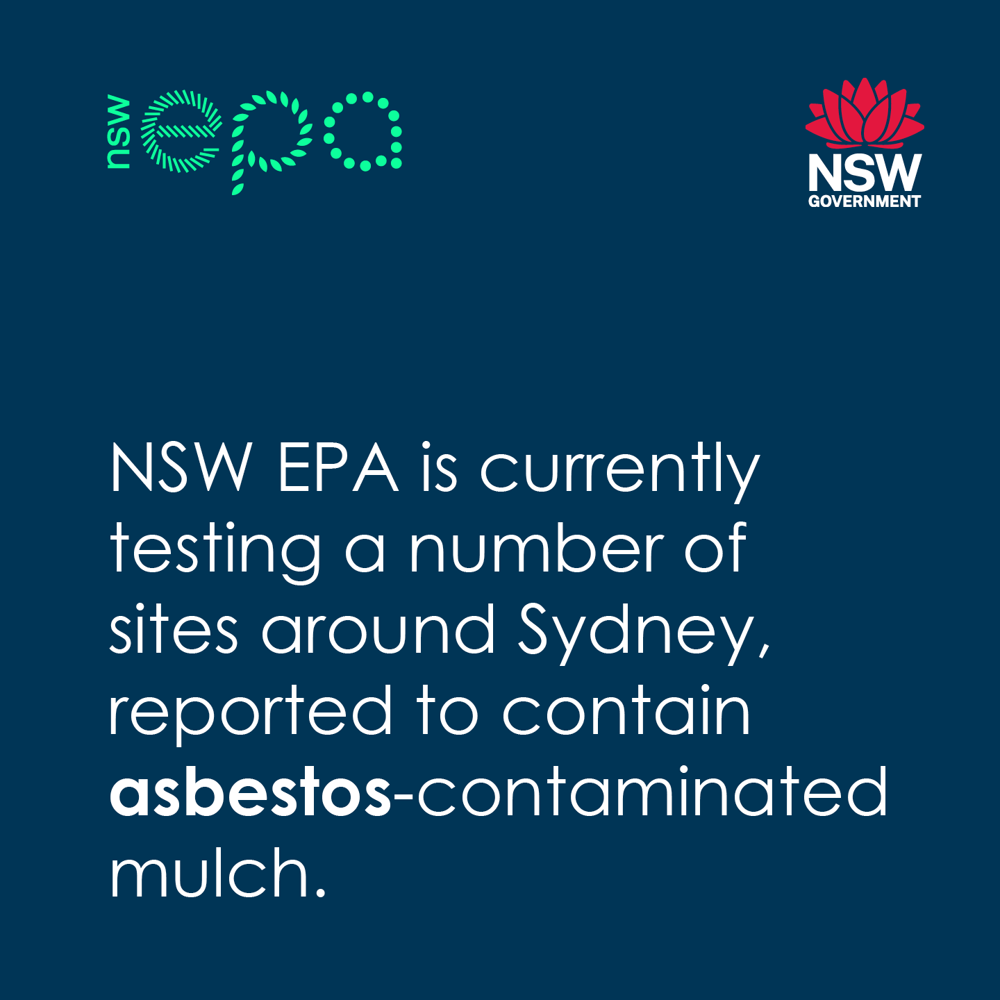 nsw epa
NSW
GOVERNMENT
NSW EPA is currently
testing a number of
sites around Sydney,
reported to contain
asbestos-contaminated
mulch.